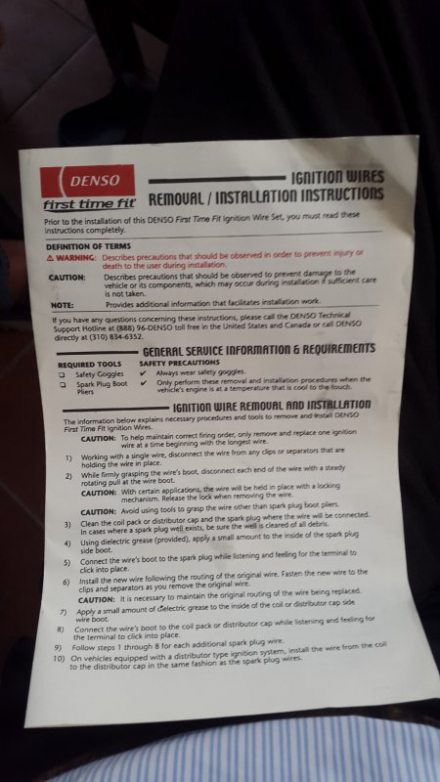 DENSO
first time fit®
IGNITION WIRES
REMOVAL / INSTALLATION INSTRUCTIONS
Prior to the installation of this DENSO First Time Fit Ignition Wire Set, you must read these
instructions completely.
DEFINITION OF TERMS
⚠ WARNING: Describes precautions that should be observed in order to prevent injury or
death to the user during installation.
CAUTION: Describes precautions that should be observed to prevent damage to the
vehicle or its components, which may occur during installation if sufficient care
is not taken.
NOTE: Provides additional information that facilitates installation work.
If you have any questions concerning these instructions, please call the DENSO Technical
Support Hotline at (888) 96-DENSO toll free in the United States and Canada or call DENSO
directly at (310) 834-6352.
GENERAL SERVICE INFORMATION & REQUIREMENTS
REQUIRED TOOLS
❏ Safety Goggles
❏ Spark Plug Boot
Pliers
SAFETY PRECAUTIONS
✔ Always wear safety goggles.
✔ Only perform these removal and installation procedures when the
vehicle's engine is at a temperature that is cool to the touch.
IGNITION WIRE REMOVAL AND INSTALLATION
The information below explains necessary procedures and tools to remove and install DENSO
First Time Fit Ignition Wires.
CAUTION: To help maintain correct firing order, only remove and replace one ignition
wire at a time beginning with the longest wire.
1) Working with a single wire, disconnect the wire from any clips or separators that are
holding the wire in place.
2) While firmly grasping the wire's boot, disconnect each end of the wire with a steady
rotating pull at the wire boot.
CAUTION: With certain applications, the wire will be held in place with a locking
mechanism. Release the lock when removing the wire.
CAUTION: Avoid using tools to grasp the wire other than spark plug boot pliers.
3) Clean the coil pack or distributor cap and the spark plug where the wire will be connected.
In cases where a spark plug well exists, be sure the well is cleared of all debris.
4) Using dielectric grease (provided), apply a small amount to the inside of the spark plug
side boot.
5) Connect the wire's boot to the spark plug while listening and feeling for the terminal to
click into place.
6) Install the new wire following the routing of the original wire. Fasten the new wire to the
clips and separators as you remove the original wire.
CAUTION: It is necessary to maintain the original routing of the wire being replaced.
7) Apply a small amount of dielectric grease to the inside of the coil or distributor cap side
wire boot.
8) Connect the wire's boot to the coil pack or distributor cap while listening and feeling for
the terminal to click into place.
9) Follow steps 1 through 8 for each additional spark plug wire.
10) On vehicles equipped with a distributor type ignition system, install the wire from the coil
to the distributor cap in the same fashion as the spark plug wires.